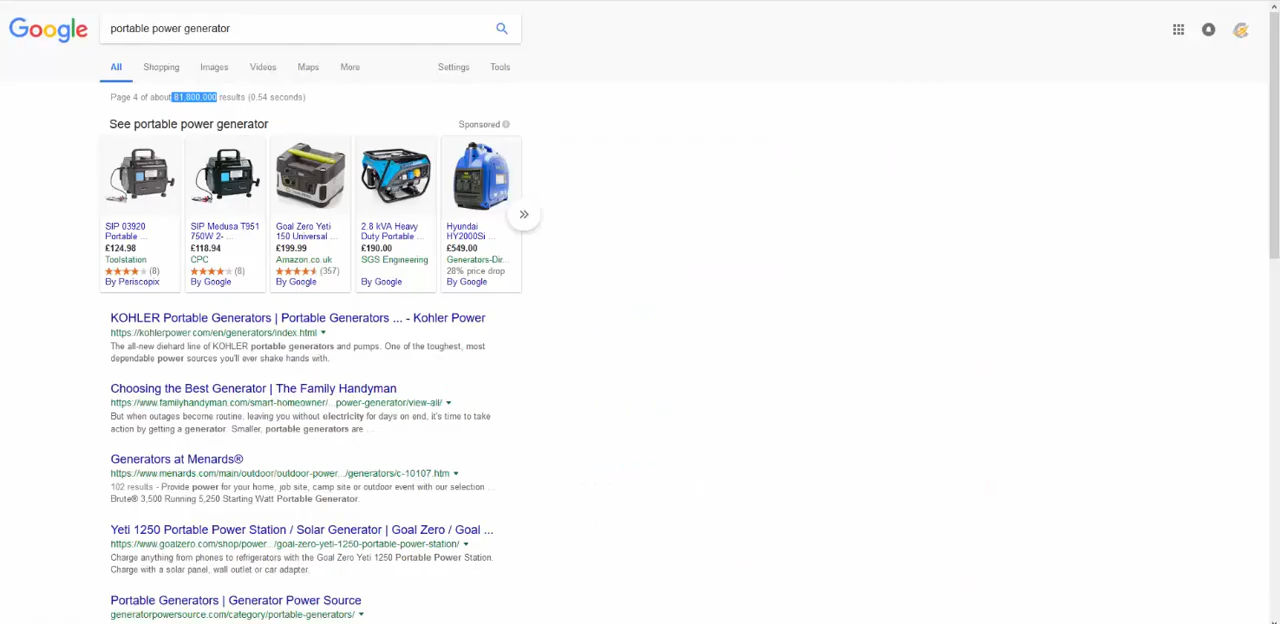 Google
portable power generator
All Shopping Images Videos Maps More Settings Tools
Page 4 of about 81,800,000 results (0.54 seconds)
See portable power generator
Sponsored
SIP 03920
Portable ...
£124.98
Toolstation
(8)
By Periscopix
SIP Medusa T951
750W 2- ...
£118.94
CPC
(8)
By Google
Goal Zero Yeti
150 Universal ...
£199.99
Amazon.co.uk
(357)
By Google
2.8 kVA Heavy
Duty Portable ...
£190.00
SGS Engineering
By Google
Hyundai
HY2000Si ...
£549.00
Generators-Dir...
28% price drop
By Google
KOHLER Portable Generators | Portable Generators ... - Kohler Power
https://kohlerpower.com/en/generators/index.html
The all-new diehard line of KOHLER portable generators and pumps. One of the toughest, most
dependable power sources you'll ever shake hands with.
Choosing the Best Generator | The Family Handyman
https://www.familyhandyman.com/smart-homeowner/...power-generator/view-all/
But when outages become routine, leaving you without electricity for days on end, it's time to take
action by getting a generator. Smaller, portable generators are ...
Generators at Menards®
https://www.menards.com/main/outdoor/outdoor-power.../generators/c-10107.htm
102 results - Provide power for your home, job site, camp site or outdoor event with our selection ...
Brute® 3,500 Running 5,250 Starting Watt Portable Generator.
Yeti 1250 Portable Power Station / Solar Generator | Goal Zero / Goal ...
https://www.goalzero.com/shop/power.../goal-zero-yeti-1250-portable-power-station/
Charge anything from phones to refrigerators with the Goal Zero Yeti 1250 Portable Power Station.
Charge with a solar panel, wall outlet or car adapter.
Portable Generators | Generator Power Source
generatorpowersource.com/category/portable-generators/